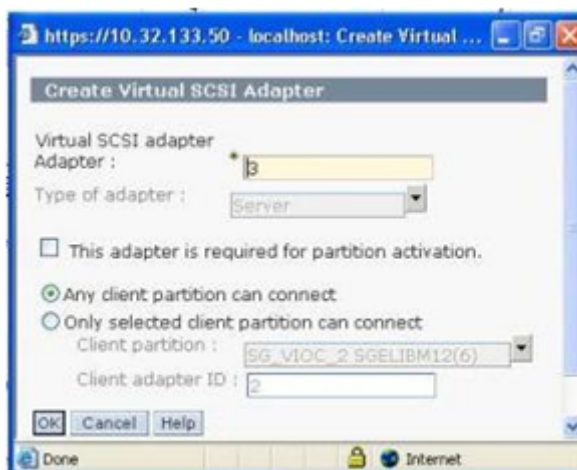 https://10.32.133.50 - localhost: Create Virtual ...
Create Virtual SCSI Adapter
Virtual SCSI adapter
Adapter : * 3
Type of adapter : Server
This adapter is required for partition activation.
Any client partition can connect
Only selected client partition can connect
Client partition : SG_VIOC_2 SGELIBM12(6)
Client adapter ID : 2
OK Cancel Help
Done Internet